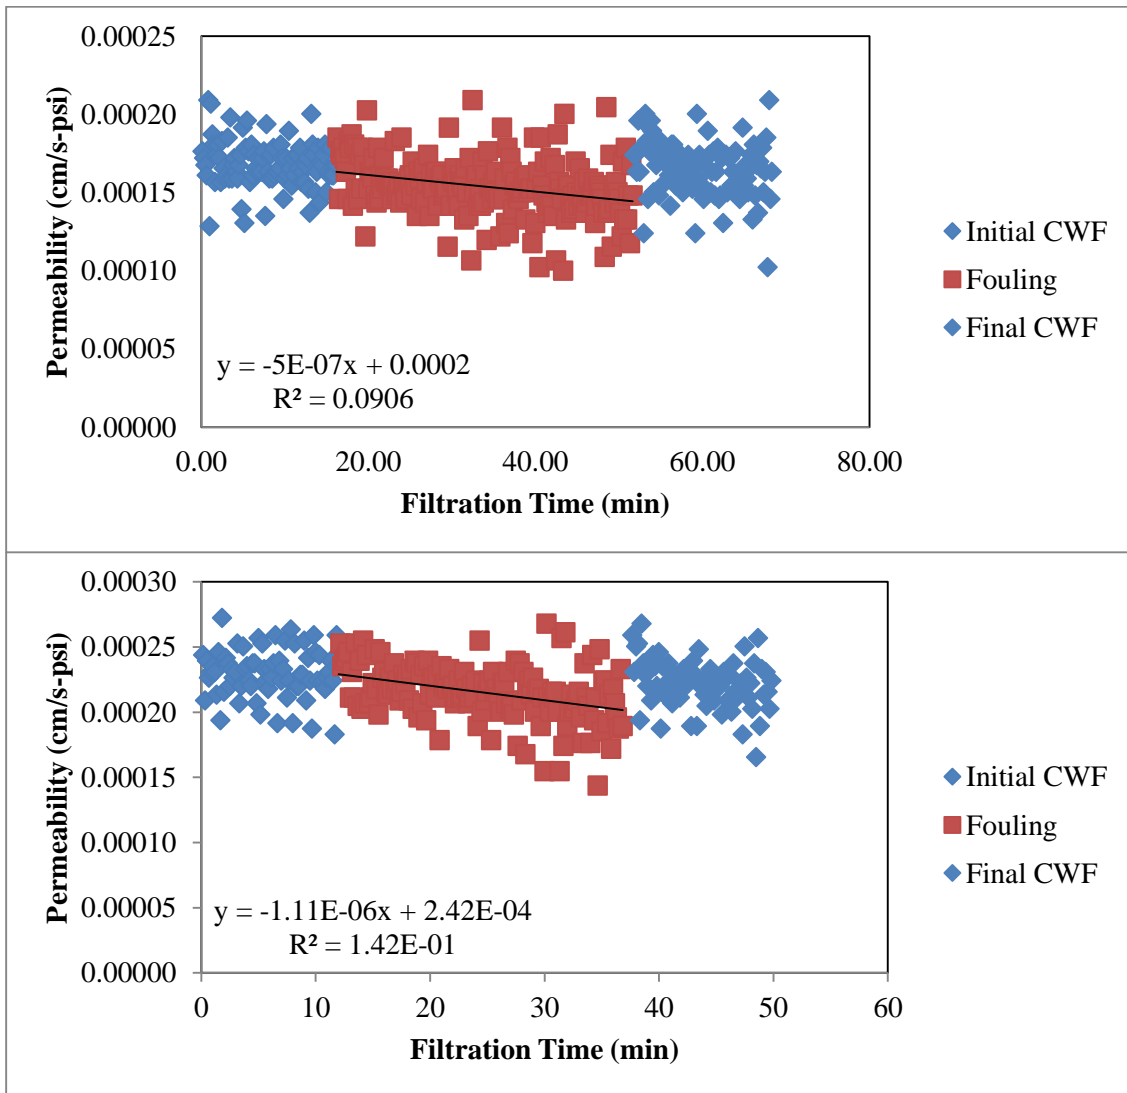 0.00025
0.00020
0.00015
0.00010
0.00005
0.00000
Permeability (cm/s-psi)
y = -5E-07x + 0.0002
R² = 0.0906
0.00 20.00 40.00 60.00 80.00
Filtration Time (min)
Initial CWF
Fouling
Final CWF
0.00030
0.00025
0.00020
0.00015
0.00010
0.00005
0.00000
Permeability (cm/s-psi)
y = -1.11E-06x + 2.42E-04
R² = 1.42E-01
0 10 20 30 40 50 60
Filtration Time (min)
Initial CWF
Fouling
Final CWF